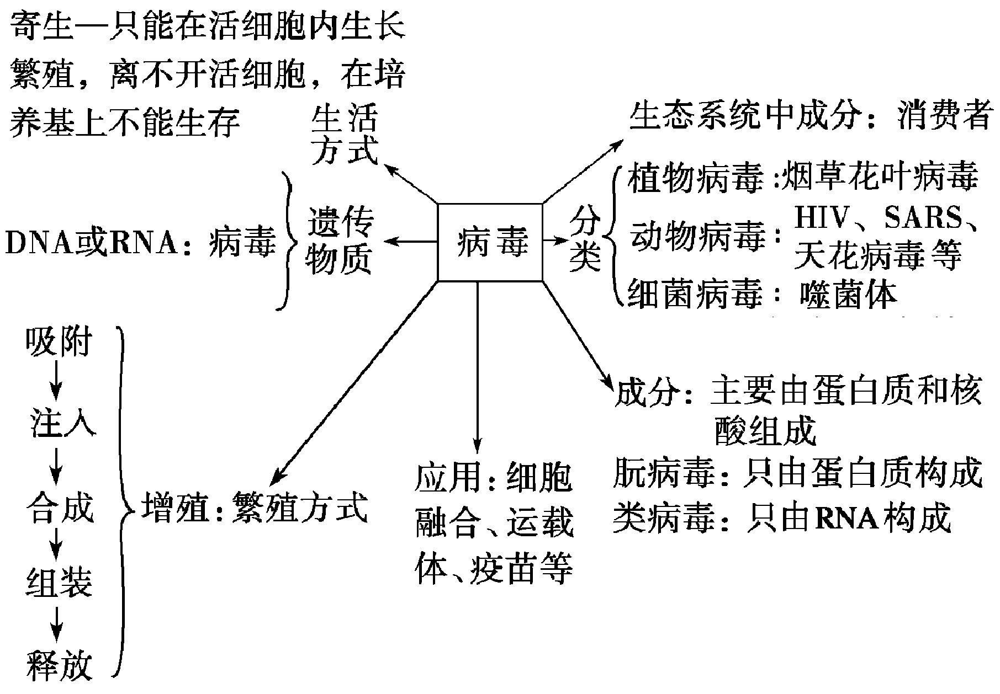 寄生—只能在活细胞内生长
繁殖，离不开活细胞，在培
养基上不能生存
生活
方式
生态系统中成分：消费者
DNA或RNA：病毒
遗传
物质
病毒
分
类
植物病毒:烟草花叶病毒
动物病毒：
HIV、SARS、
天花病毒等
细菌病毒：噬菌体
吸附
注入
合成
组装
释放
增殖:繁殖方式
应用:细胞
融合、运载
体、疫苗等
成分：主要由蛋白质和核
酸组成
朊病毒：只由蛋白质构成
类病毒：只由RNA构成